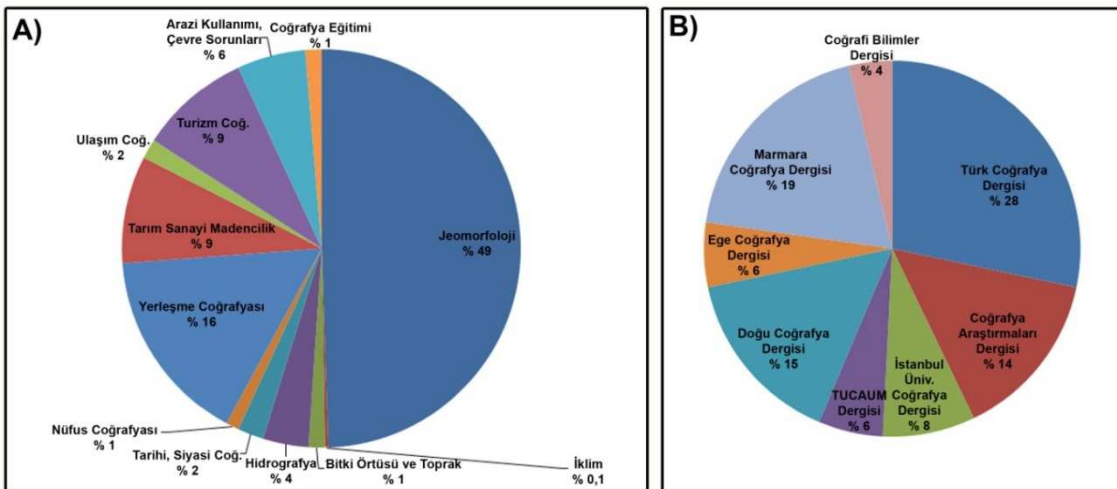 A)
Arazi Kullanımı,
Çevre Sorunları
% 6
Coğrafya Eğitimi
% 1
Turizm Coğ.
% 9
Ulaşım Coğ.
% 2
Tarım Sanayi Madencilik
% 9
Jeomorfoloji
% 49
Yerleşme Coğrafyası
% 16
Nüfus Coğrafyası
% 1
Tarihi, Siyasi Coğ.
% 2
Hidrografya
% 4
Bitki Örtüsü ve Toprak
% 1
İklim
% 0,1
B)
Coğrafi Bilimler
Dergisi
% 4
Türk Coğrafya
Dergisi
% 28
Marmara
Coğrafya Dergisi
% 19
Ege Coğrafya
Dergisi
% 6
Doğu Coğrafya
Dergisi
% 15
TUCAUM
Dergisi
% 6
İstanbul
Üniv.
Coğrafya
Dergisi
% 8
Coğrafya
Araştırmaları
Dergisi
% 14